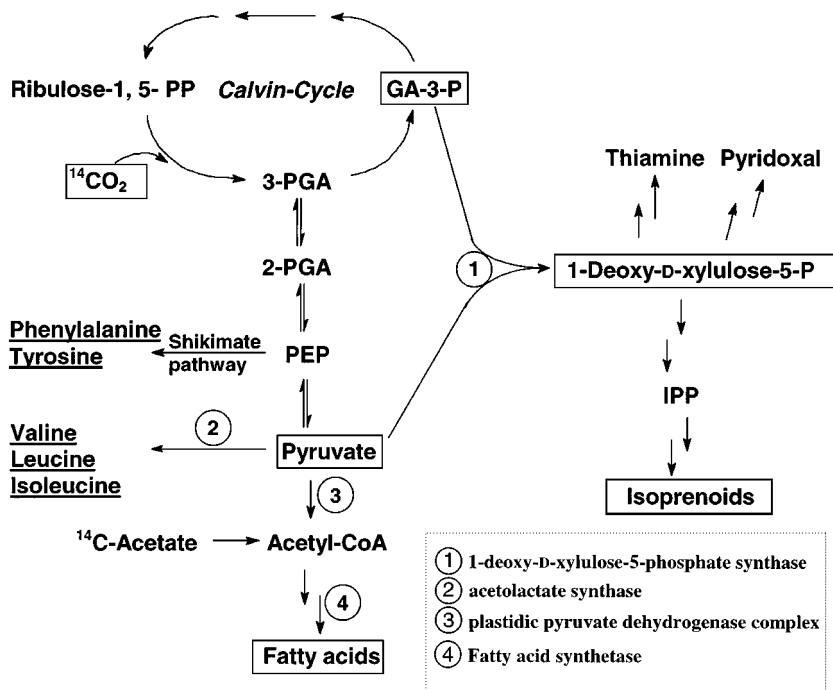 Ribulose-1, 5- PP
Calvin-Cycle
GA-3-P
¹⁴CO₂
3-PGA
Thiamine
Pyridoxal
2-PGA
1
1-Deoxy-D-xylulose-5-P
Phenylalanine
Tyrosine
Shikimate
pathway
PEP
IPP
Valine
Leucine
Isoleucine
2
Pyruvate
3
Isoprenoids
¹⁴C-Acetate
Acetyl-CoA
4
Fatty acids
1 1-deoxy-D-xylulose-5-phosphate synthase
2 acetolactate synthase
3 plastidic pyruvate dehydrogenase complex
4 Fatty acid synthetase